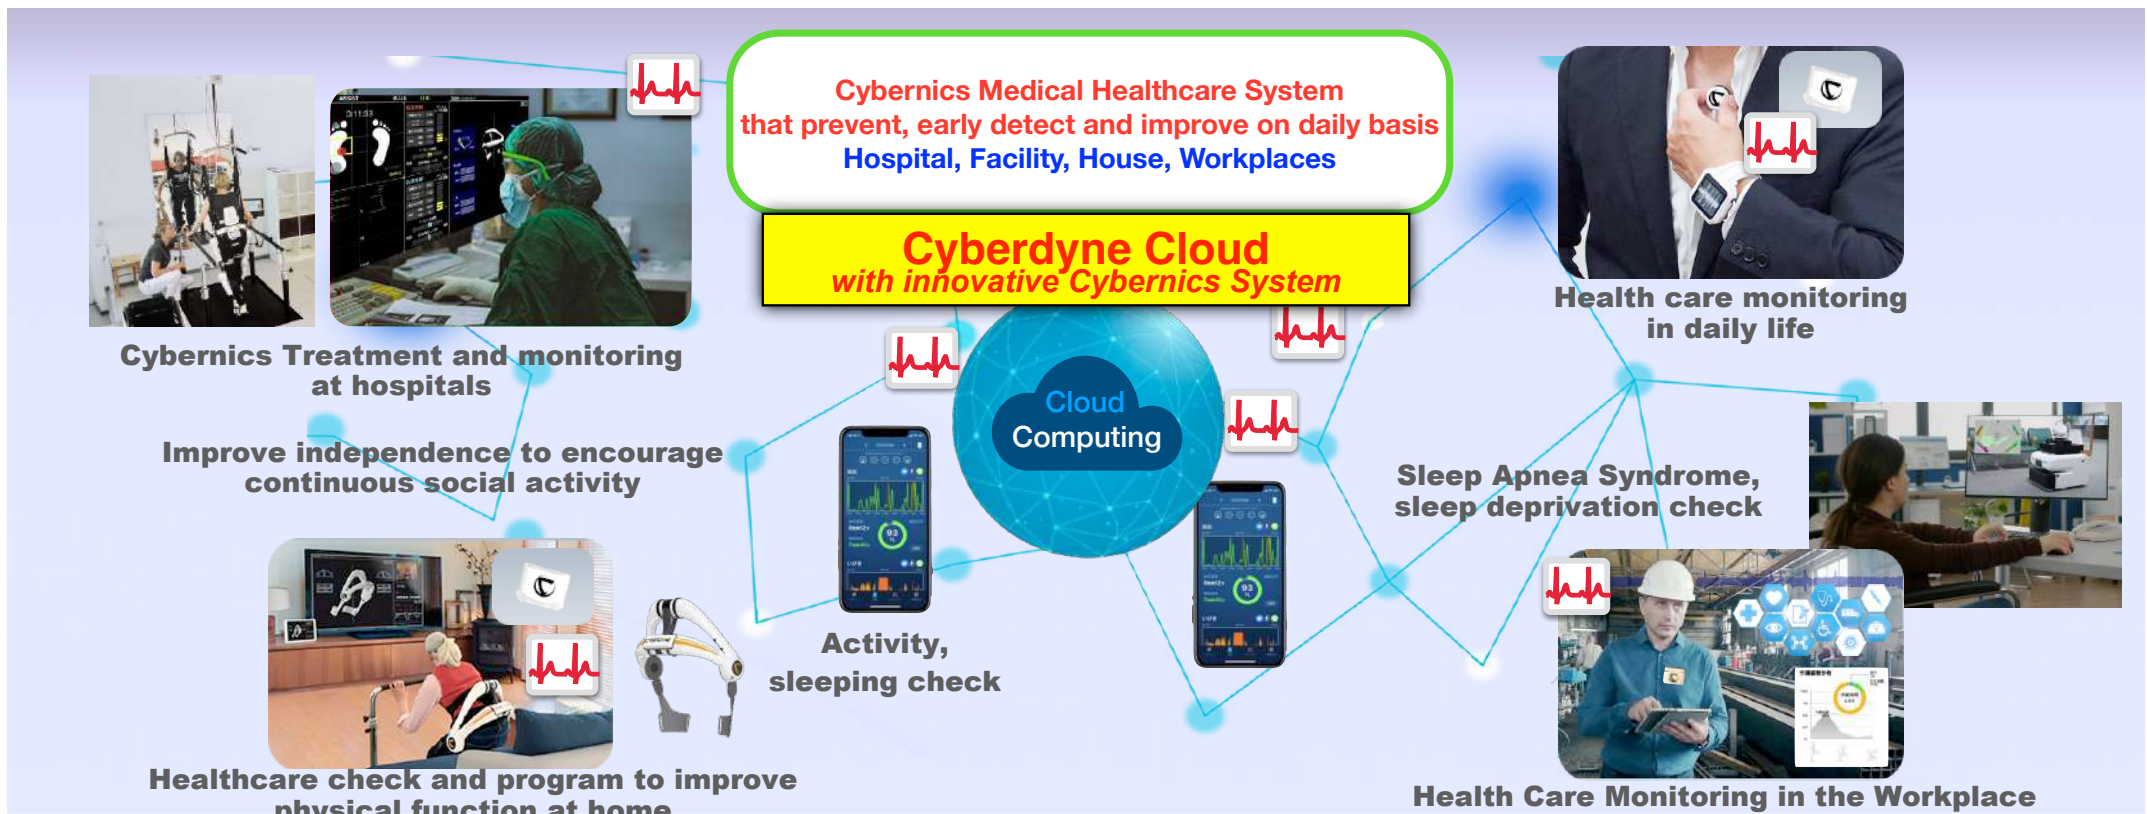 Cybernics Medical Healthcare System
that prevent, early detect and improve on daily basis
Hospital, Facility, House, Workplaces
Cyberdyne Cloud
with innovative Cybernics System
Cloud
Computing
Cybernics Treatment and monitoring
at hospitals
Improve independence to encourage
continuous social activity
Healthcare check and program to improve
physical function at home
Activity,
sleeping check
93
93
Health care monitoring
in daily life
Sleep Apnea Syndrome,
sleep deprivation check
Health Care Monitoring in the Workplace